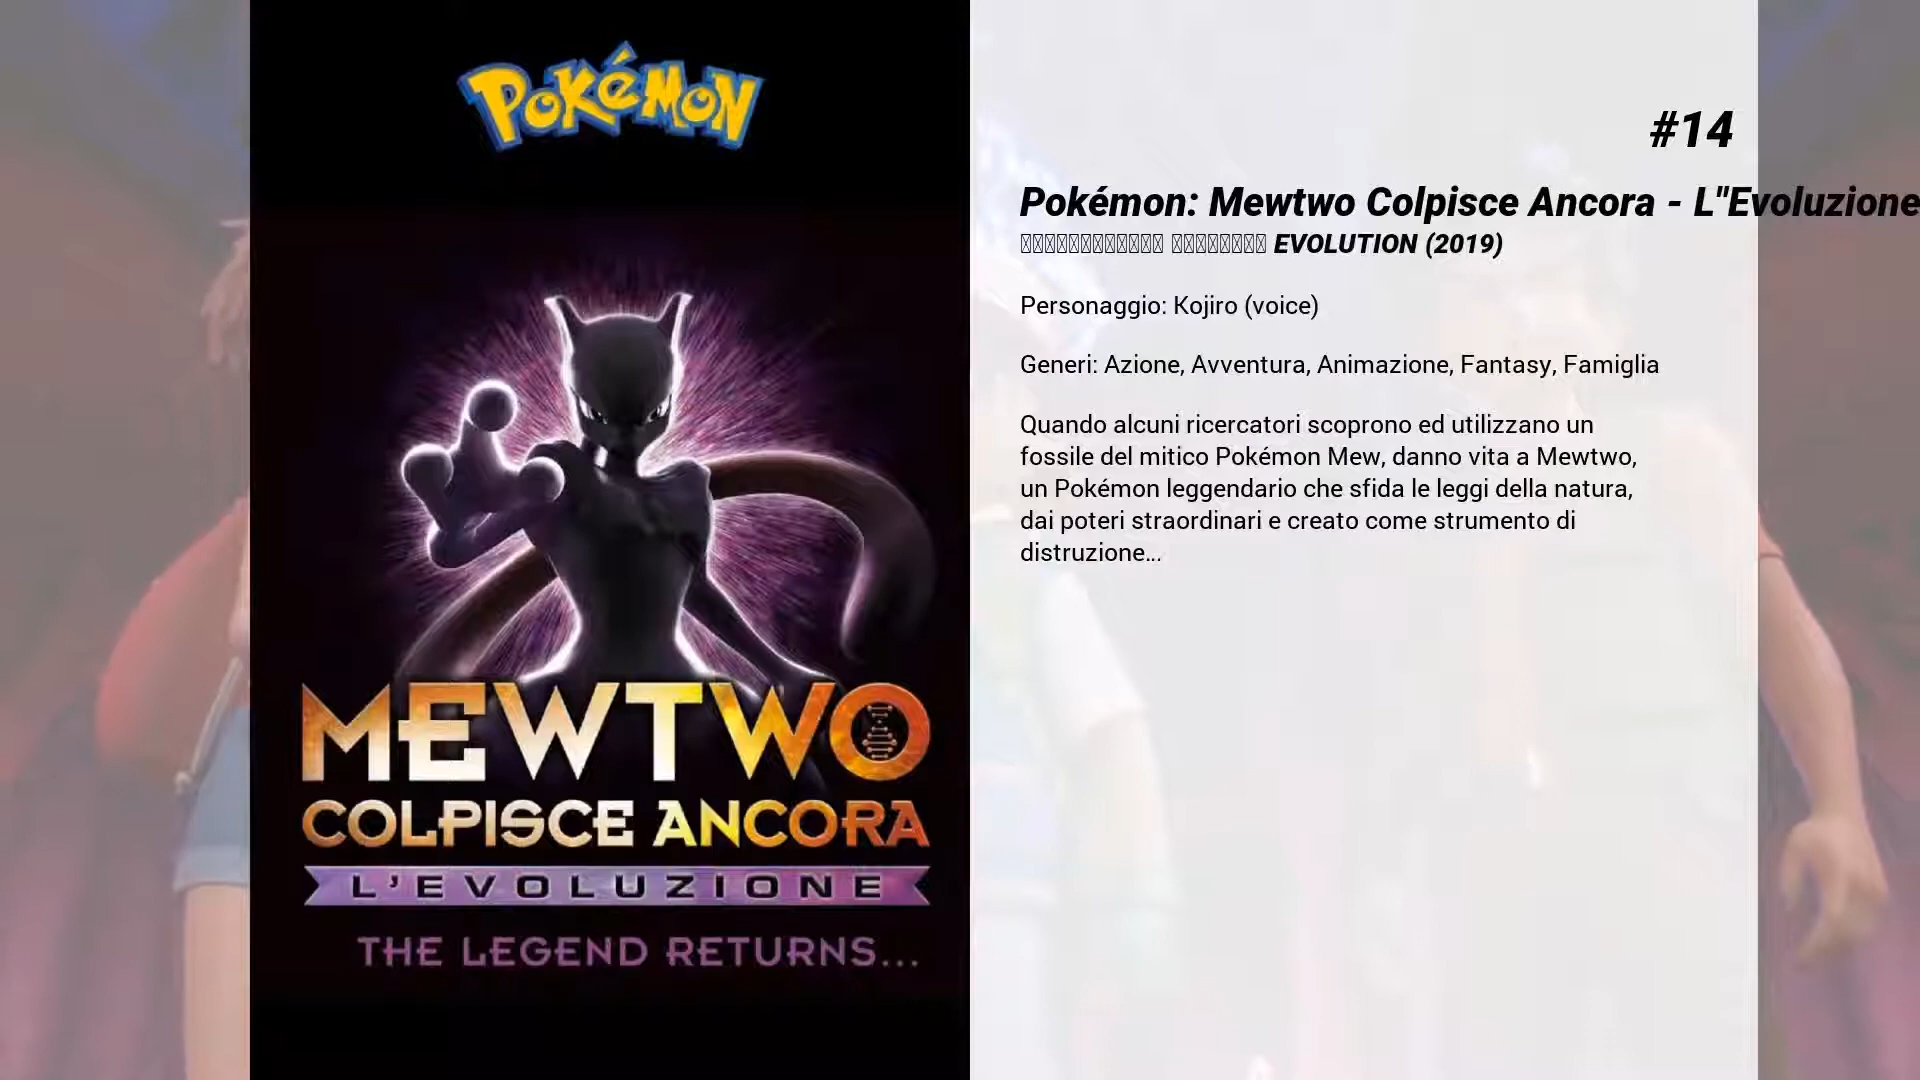 POKÉMON
MEWTWO
COLPISCE ANCORA
L'EVOLUZIONE
THE LEGEND RETURNS...
#14
Pokémon: Mewtwo Colpisce Ancora - L"Evoluzione
EVOLUTION (2019)
Personaggio: Kojiro (voice)
Generi: Azione, Avventura, Animazione, Fantasy, Famiglia
Quando alcuni ricercatori scoprono ed utilizzano un
fossile del mitico Pokémon Mew, danno vita a Mewtwo,
un Pokémon leggendario che sfida le leggi della natura,
dai poteri straordinari e creato come strumento di
distruzione...